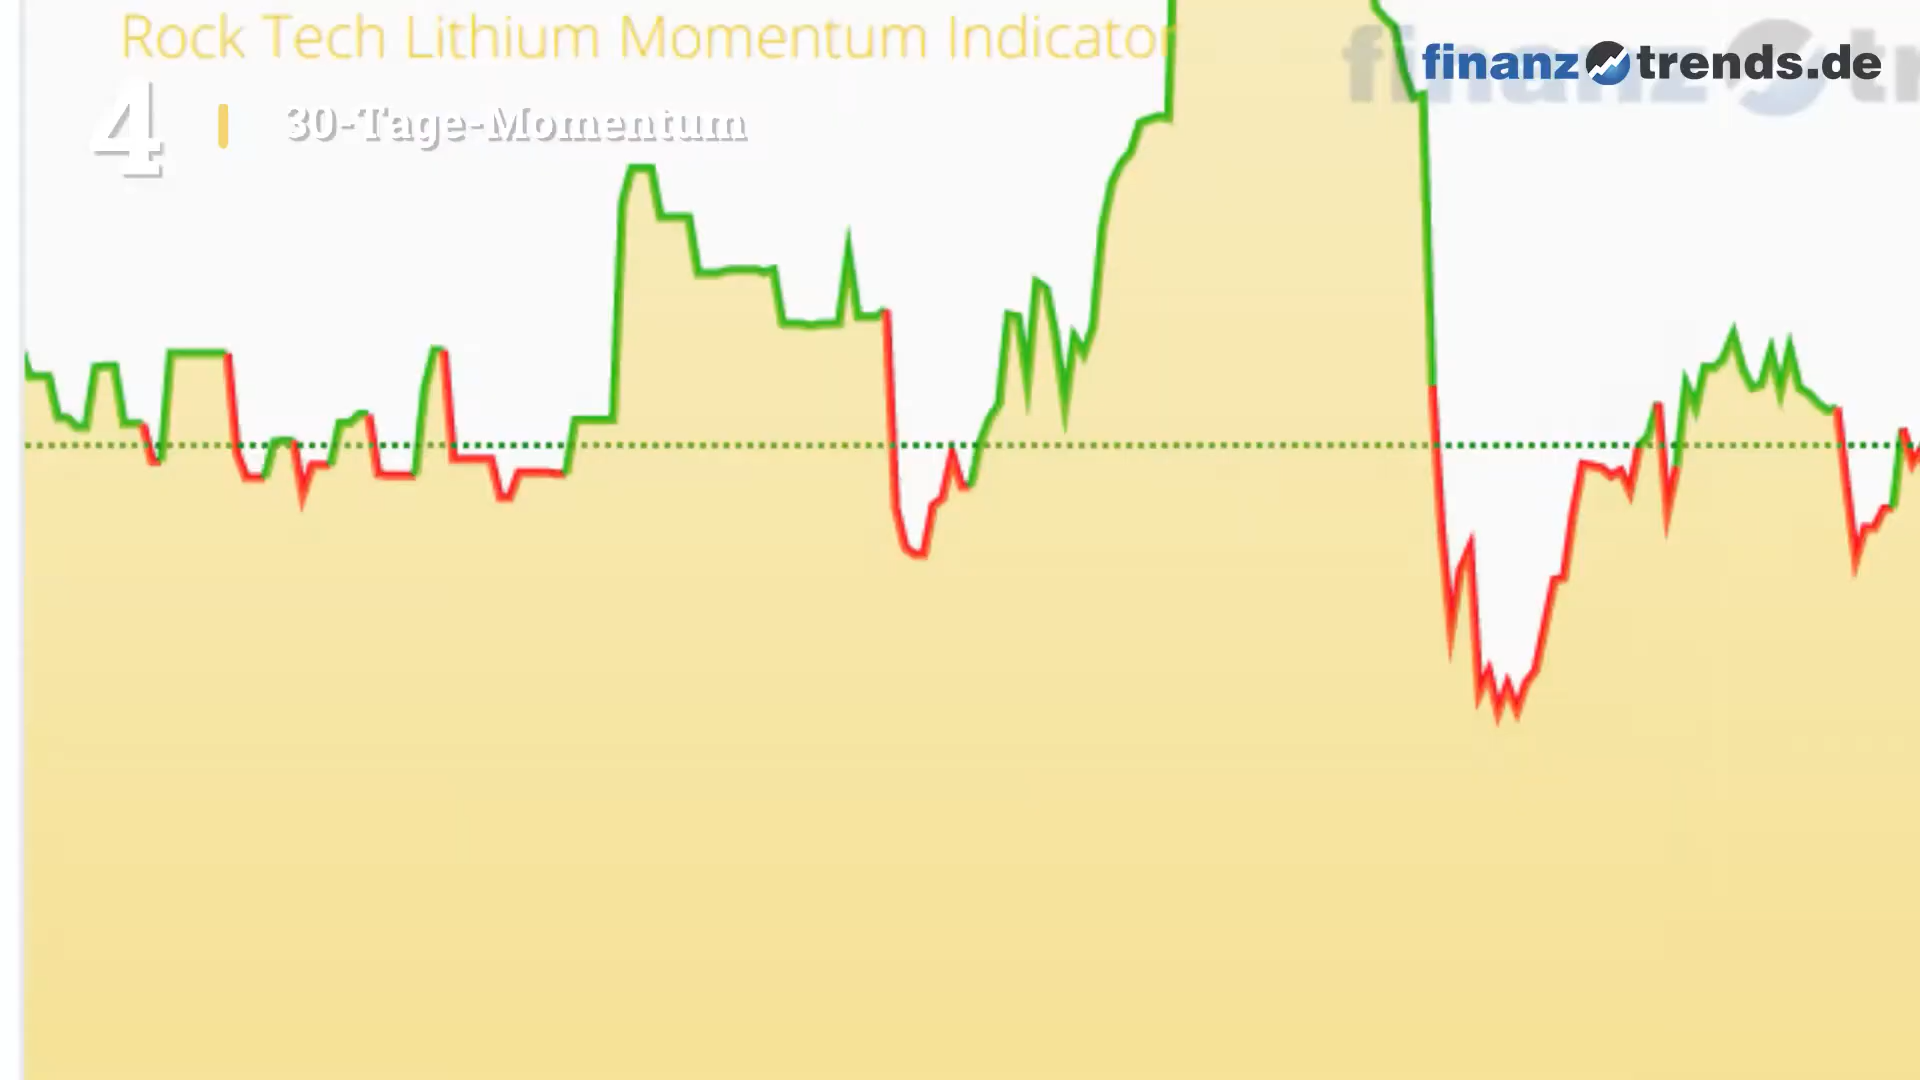 Rock Tech Lithium Momentum Indicator
finanztrends.de
4
30-Tage-Momentum